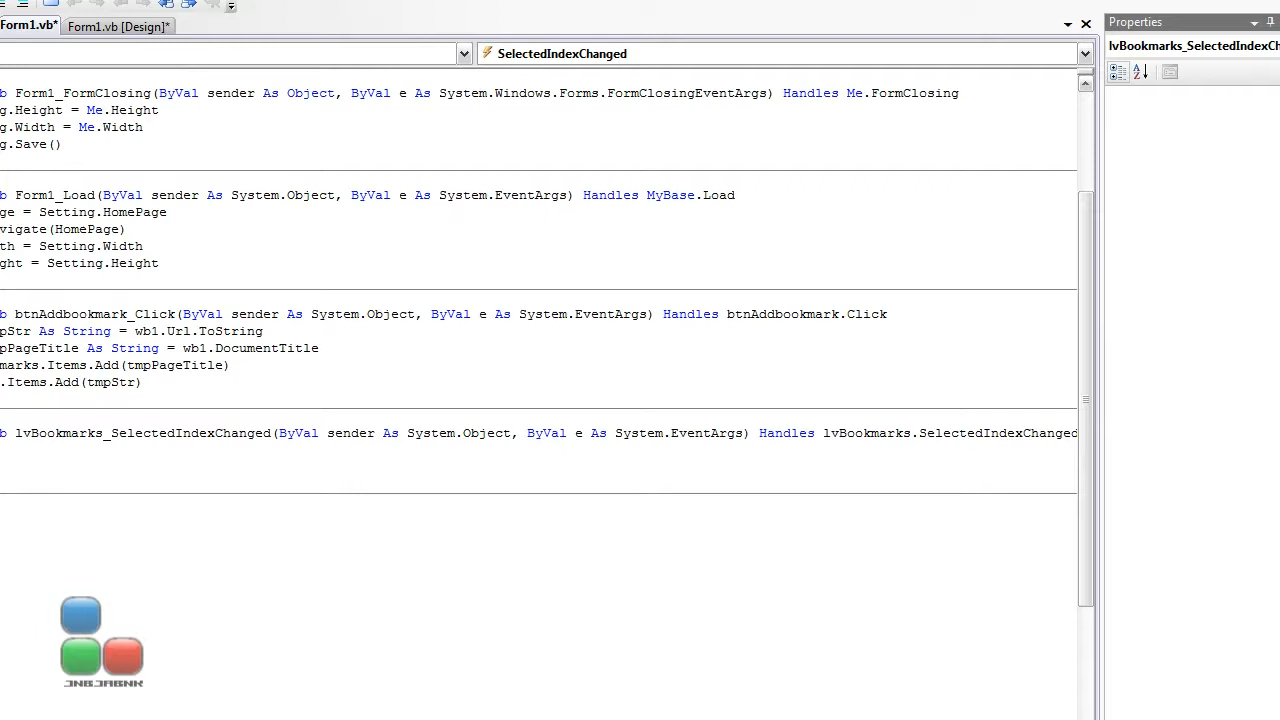 Form1.vb* Form1.vb [Design]*
Properties
SelectedIndexChanged
lvBookmarks_SelectedIndexCh
b Form1_FormClosing(ByVal sender As Object, ByVal e As System.Windows.Forms.FormClosingEventArgs) Handles Me.FormClosing
g.Height = Me.Height
g.Width = Me.Width
g.Save()
b Form1_Load(ByVal sender As System.Object, ByVal e As System.EventArgs) Handles MyBase.Load
ge = Setting.HomePage
vigate(HomePage)
th = Setting.Width
ght = Setting.Height
b btnAddbookmark_Click(ByVal sender As System.Object, ByVal e As System.EventArgs) Handles btnAddbookmark.Click
pStr As String = wb1.Url.ToString
pPageTitle As String = wb1.DocumentTitle
marks.Items.Add(tmpPageTitle)
.Items.Add(tmpStr)
b lvBookmarks_SelectedIndexChanged(ByVal sender As System.Object, ByVal e As System.EventArgs) Handles lvBookmarks.SelectedIndexChanged
JNGJABNK